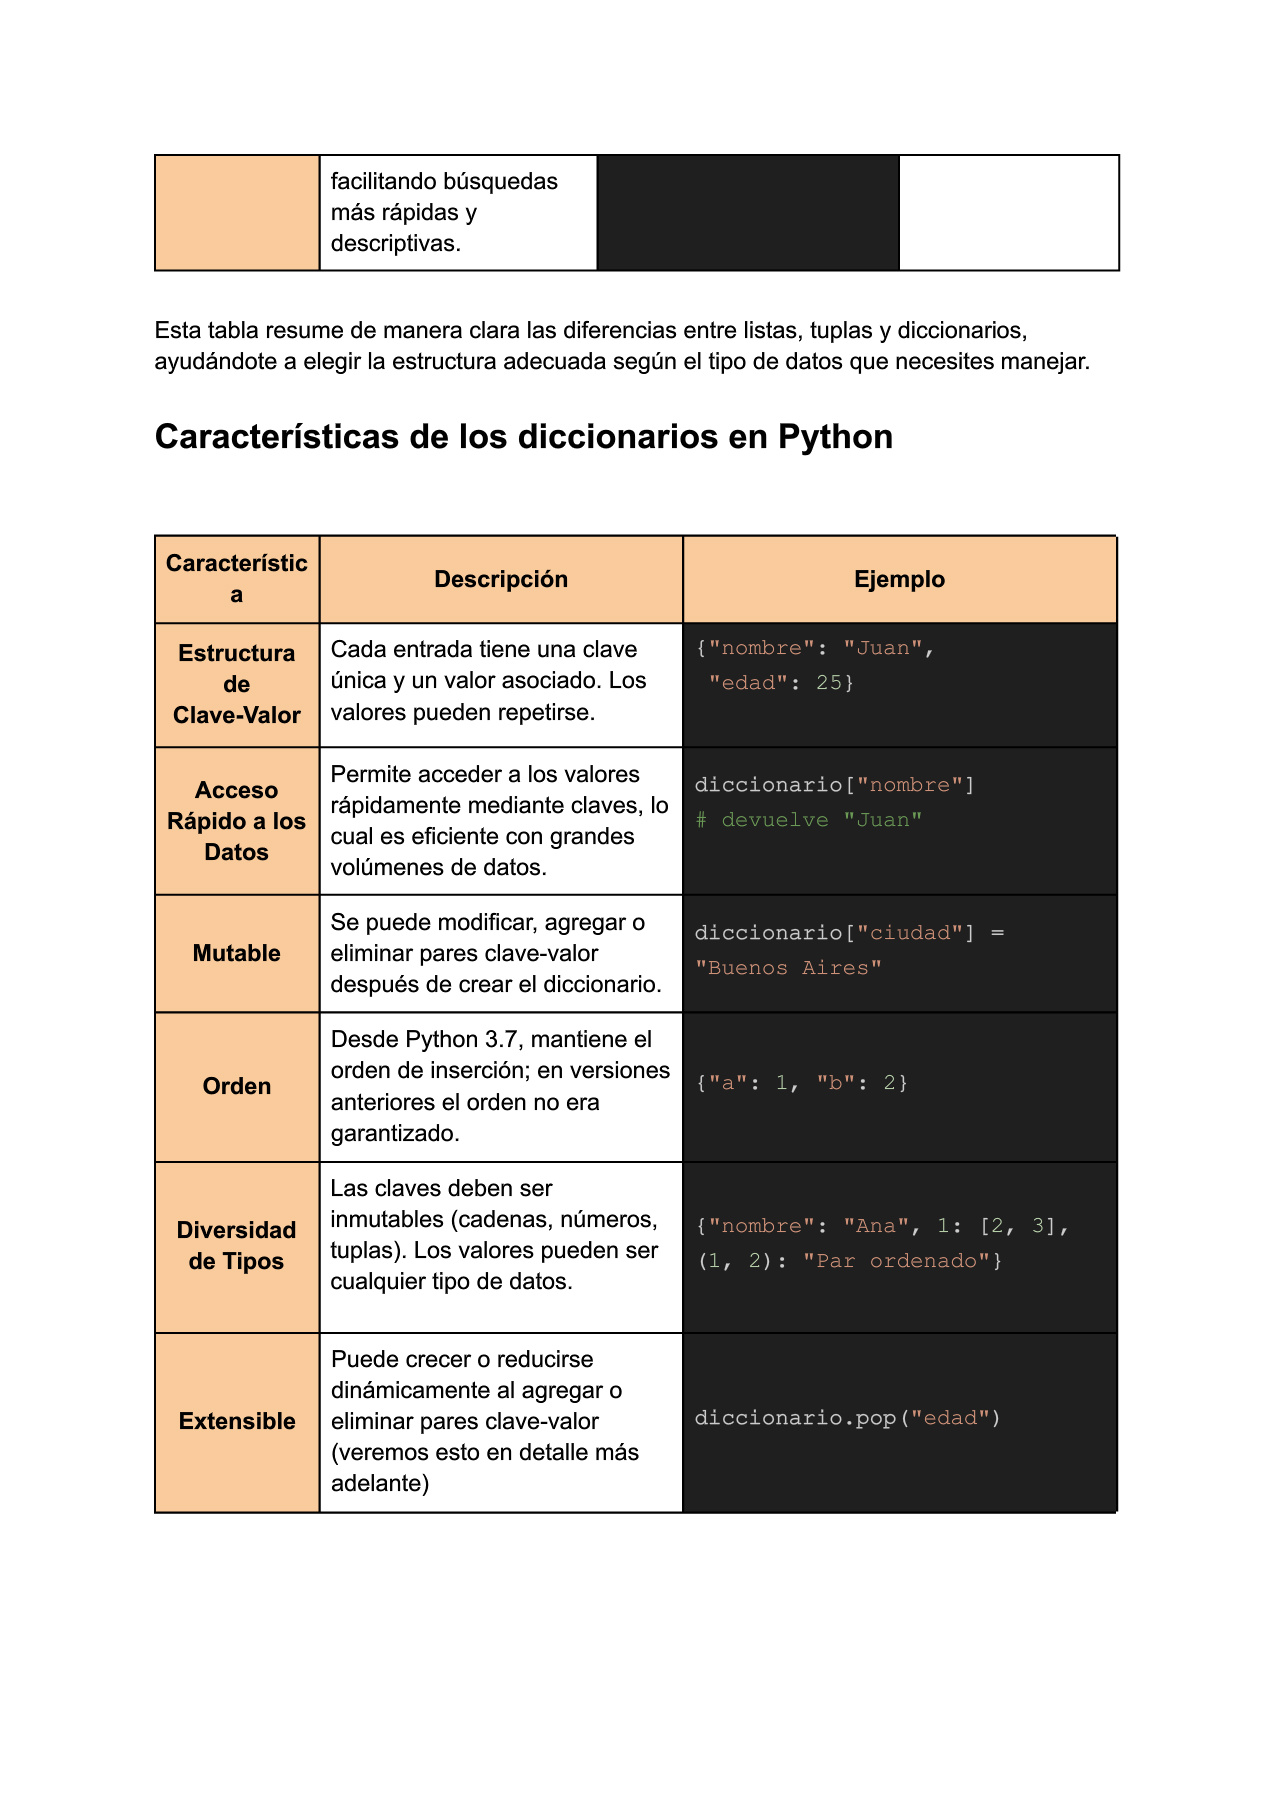 facilitando búsquedas
más rápidas y
descriptivas.
Esta tabla resume de manera clara las diferencias entre listas, tuplas y diccionarios,
ayudándote a elegir la estructura adecuada según el tipo de datos que necesites manejar.
Características de los diccionarios en Python
Característic
a
Descripción
Ejemplo
Estructura
de
Clave-Valor
Cada entrada tiene una clave
única y un valor asociado. Los
valores pueden repetirse.
{"nombre": "Juan",
"edad": 25}
Acceso
Rápido a los
Datos
Permite acceder a los valores
rápidamente mediante claves, lo
cual es eficiente con grandes
volúmenes de datos.
diccionario["nombre"]
# devuelve "Juan"
Mutable
Se puede modificar, agregar o
eliminar pares clave-valor
después de crear el diccionario.
diccionario["ciudad"] =
"Buenos Aires"
Orden
Desde Python 3.7, mantiene el
orden de inserción; en versiones
anteriores el orden no era
garantizado.
{"a": 1, "b": 2}
Diversidad
de Tipos
Las claves deben ser
inmutables (cadenas, números,
tuplas). Los valores pueden ser
cualquier tipo de datos.
{"nombre": "Ana", 1: [2, 3],
(1, 2): "Par ordenado"}
Extensible
Puede crecer o reducirse
dinámicamente al agregar o
eliminar pares clave-valor
(veremos esto en detalle más
adelante)
diccionario.pop("edad")